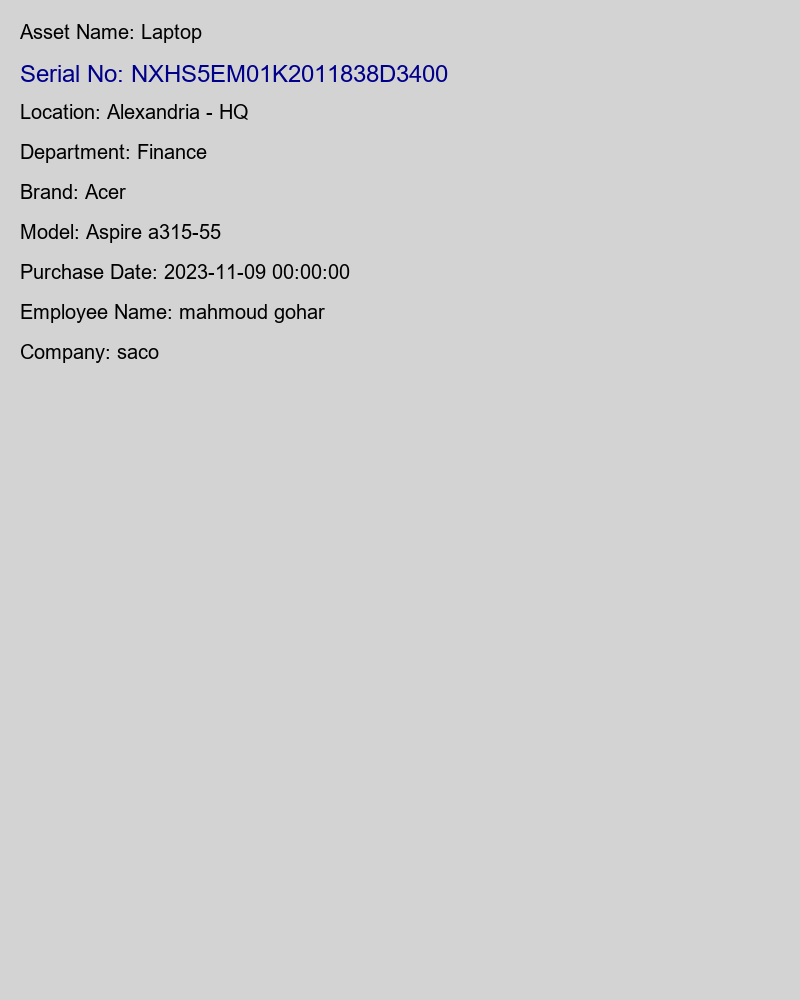 Asset Name: Laptop
Serial No: NXHS5EM01K2011838D3400
Location: Alexandria - HQ
Department: Finance
Brand: Acer
Model: Aspire a315-55
Purchase Date: 2023-11-09 00:00:00
Employee Name: mahmoud gohar
Company: saco